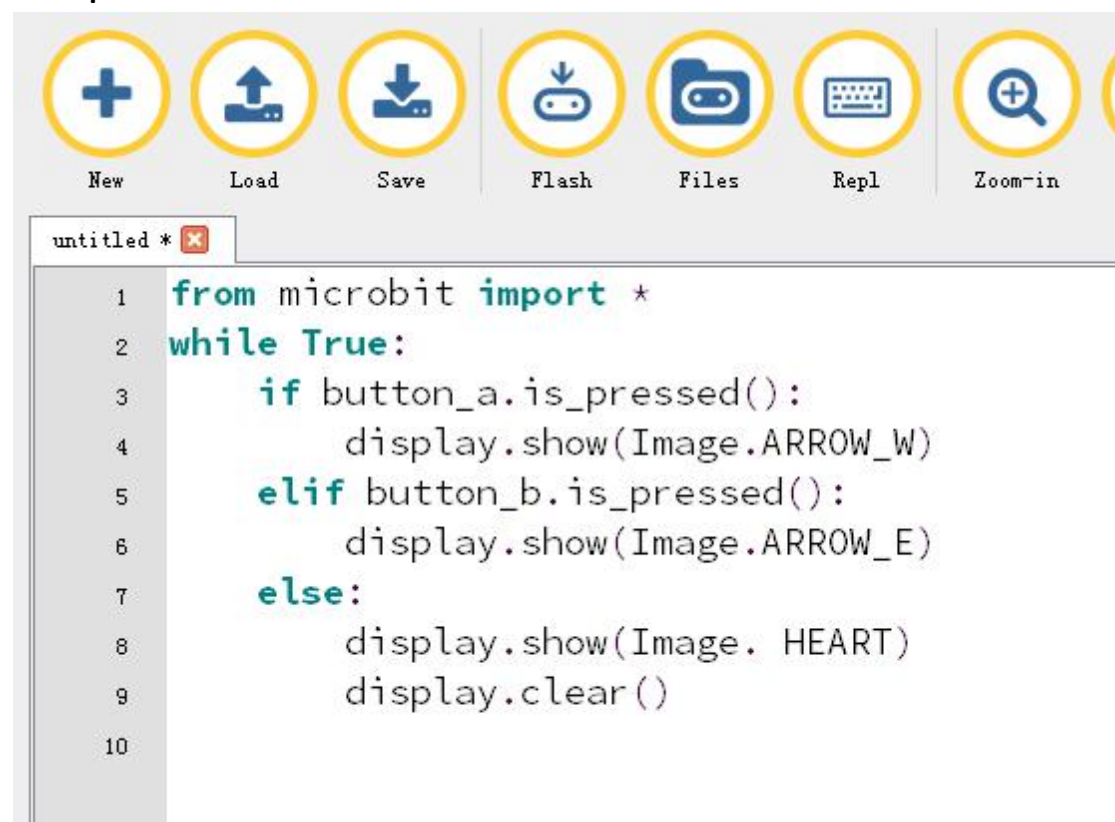 New Load Save Flash Files Repl Zoom-in
untitled *
1 from microbit import *
2 while True:
3     if button_a.is_pressed():
4         display.show(Image.ARROW_W)
5     elif button_b.is_pressed():
6         display.show(Image.ARROW_E)
7     else:
8         display.show(Image. HEART)
9         display.clear()
10